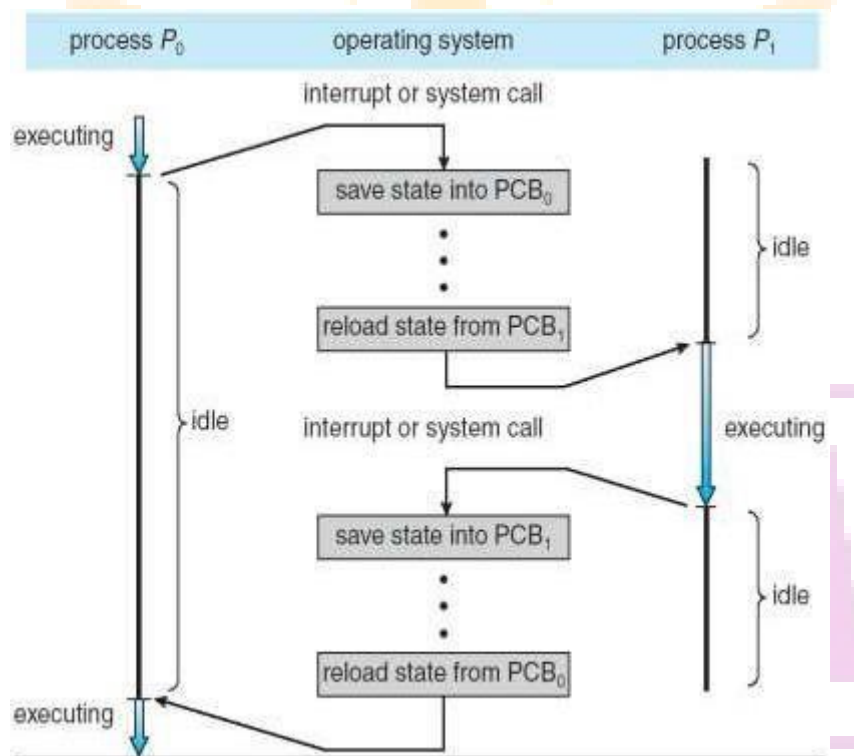 process P₀ operating system process P₁
interrupt or system call
executing
save state into PCB₀
idle
reload state from PCB₁
idle
interrupt or system call
executing
save state into PCB₁
idle
reload state from PCB₀
executing